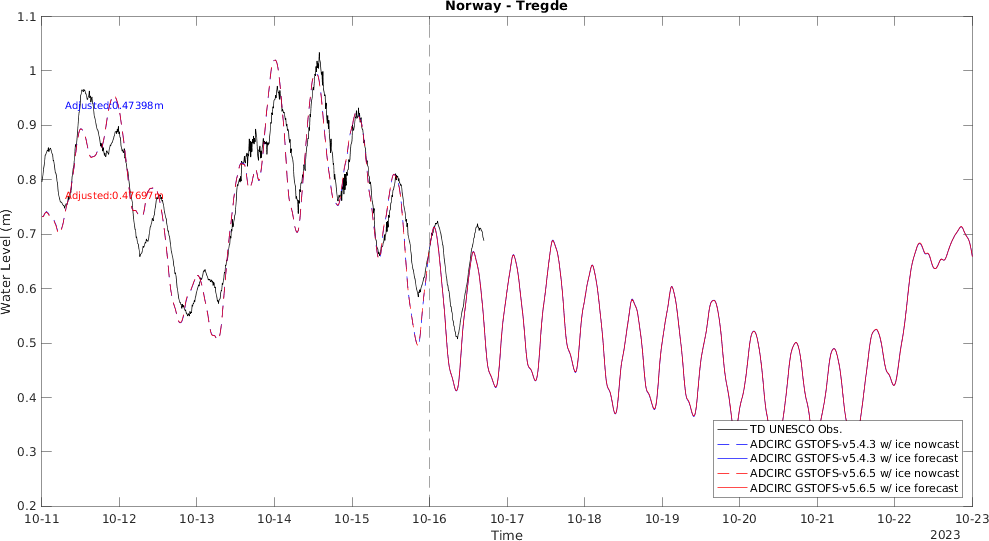 Norway - Tregde
1.1
1
0.9
0.8
0.7
0.6
0.5
0.4
0.3
0.2
Water Level (m)
Adjusted:0.47398m
Adjusted:0.47697m
TD UNESCO Obs.
ADCIRC GSTOFS-v5.4.3 w/ ice nowcast
ADCIRC GSTOFS-v5.4.3 w/ ice forecast
ADCIRC GSTOFS-v5.6.5 w/ ice nowcast
ADCIRC GSTOFS-v5.6.5 w/ ice forecast
10-11 10-12 10-13 10-14 10-15 10-16 10-17 10-18 10-19 10-20 10-21 10-22 10-23
Time
2023